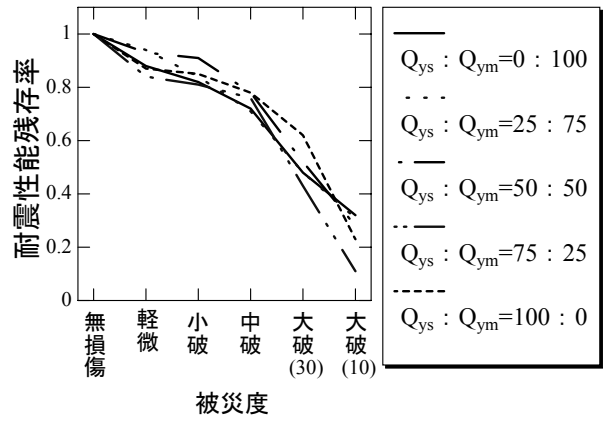 耐震性能残存率
1
0.8
0.6
0.4
0.2
0
無損傷
軽微
小破
中破
大破(30)
大破(10)
被災度
Qys : Qym=0 : 100
Qys : Qym=25 : 75
Qys : Qym=50 : 50
Qys : Qym=75 : 25
Qys : Qym=100 : 0